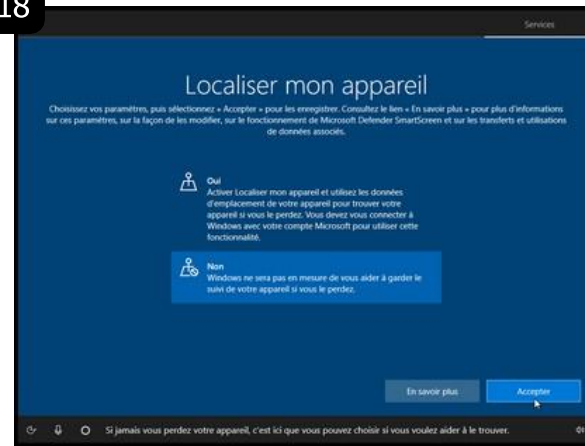 18
Services
Localiser mon appareil
Choisissez vos paramètres, puis sélectionnez « Accepter » pour les enregistrer. Consultez le lien « En savoir plus » pour plus d'informations
sur ces paramètres, sur la façon de les modifier, sur le fonctionnement de Microsoft Defender SmartScreen et sur les transferts et utilisations
de données associés.
Oui
Activer Localiser mon appareil et utilisez les données
d'emplacement de votre appareil pour trouver votre
appareil si vous le perdez. Vous devez vous connecter à
Windows avec votre compte Microsoft pour utiliser cette
fonctionnalité.
Non
Windows ne sera pas en mesure de vous aider à garder le
suivi de votre appareil si vous le perdez.
En savoir plus
Accepter
Si jamais vous perdez votre appareil, c'est ici que vous pouvez choisir si vous voulez aider à le trouver.